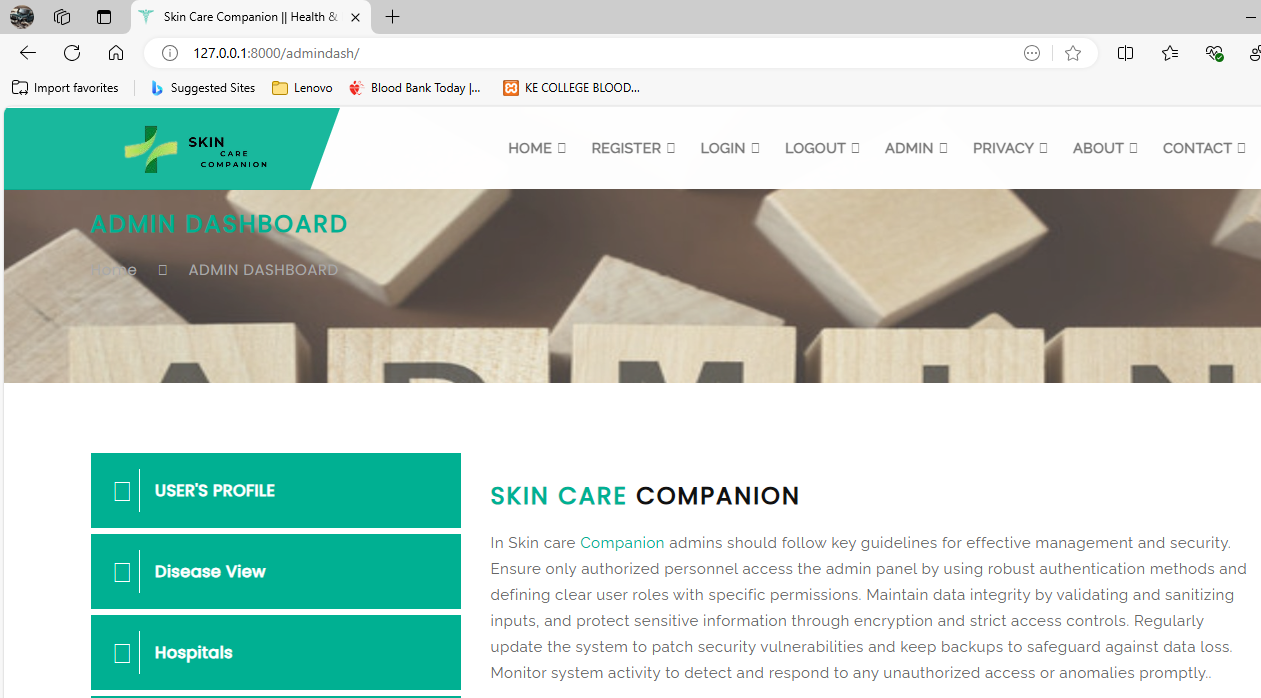 Skin Care Companion || Health &
127.0.0.1:8000/admindash/
Import favorites Suggested Sites Lenovo Blood Bank Today |... KE COLLEGE BLOOD...
SKIN
CARE
COMPANION
HOME REGISTER LOGIN LOGOUT ADMIN PRIVACY ABOUT CONTACT
ADMIN DASHBOARD
Home ADMIN DASHBOARD
ADMIN
USER'S PROFILE
Disease View
Hospitals
SKIN CARE COMPANION
In Skin care Companion admins should follow key guidelines for effective management and security.
Ensure only authorized personnel access the admin panel by using robust authentication methods and
defining clear user roles with specific permissions. Maintain data integrity by validating and sanitizing
inputs, and protect sensitive information through encryption and strict access controls. Regularly
update the system to patch security vulnerabilities and keep backups to safeguard against data loss.
Monitor system activity to detect and respond to any unauthorized access or anomalies promptly..